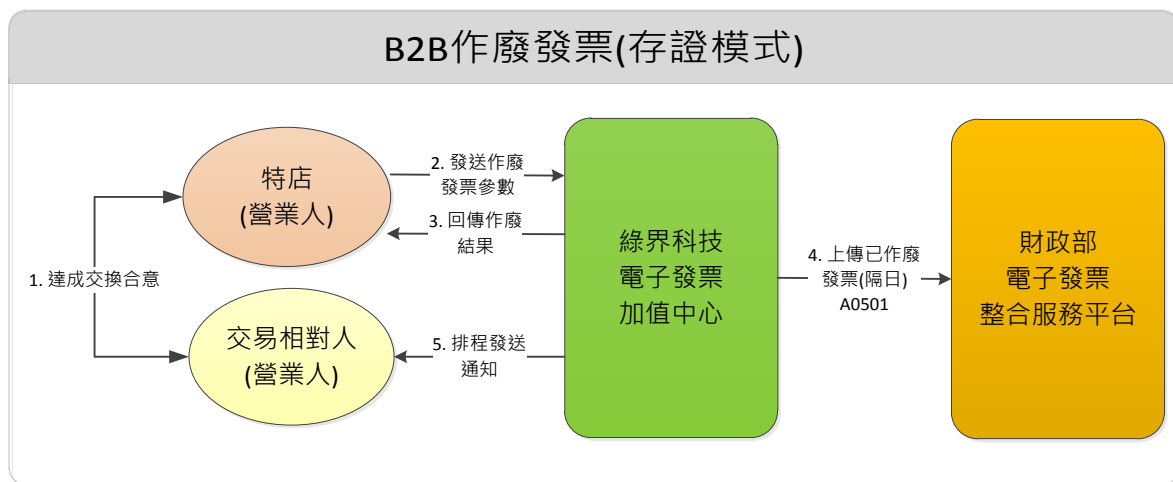 B2B作廢發票(存證模式)
特店
(營業人)
2. 發送作廢
發票參數
3. 回傳作廢
結果
1. 達成交換合意
交易相對人
(營業人)
5. 排程發送
通知
綠界科技
電子發票
加值中心
4. 上傳已作廢
發票(隔日)
A0501
財政部
電子發票
整合服務平台